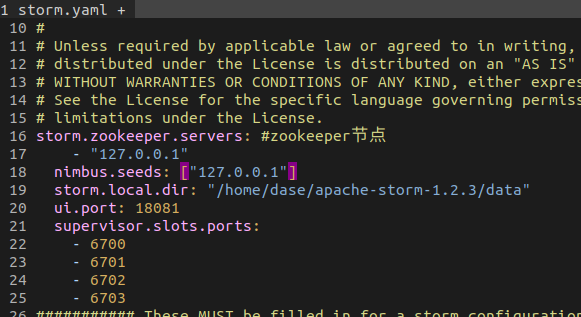 1 storm.yaml +
10 #
11 # Unless required by applicable law or agreed to in writing,
12 # distributed under the License is distributed on an "AS IS"
13 # WITHOUT WARRANTIES OR CONDITIONS OF ANY KIND, either expre
14 # See the License for the specific language governing permiss
15 # limitations under the License.
16 storm.zookeeper.servers: #zookeeper节点
17     - "127.0.0.1"
18   nimbus.seeds: ["127.0.0.1"]
19   storm.local.dir: "/home/dase/apache-storm-1.2.3/data"
20   ui.port: 18081
21   supervisor.slots.ports:
22     - 6700
23     - 6701
24     - 6702
25     - 6703
26 ########### These MUST be filled in for a storm configuration